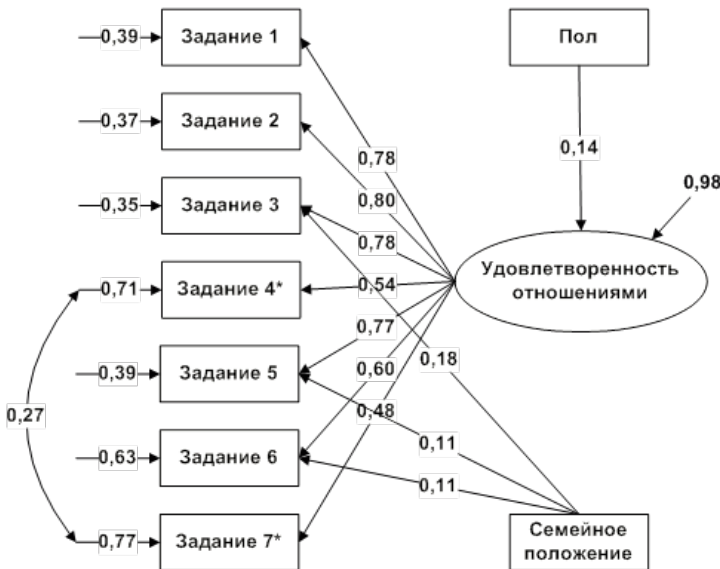 0,39
Задание 1
Пол
0,37
Задание 2
0,78
0,14
0,80
0,98
0,35
Задание 3
0,78
Удовлетворенность
отношениями
0,71
Задание 4*
0,54
0,77
0,18
0,39
Задание 5
0,60
0,27
0,48
0,11
0,63
Задание 6
0,11
0,77
Задание 7*
Семейное
положение